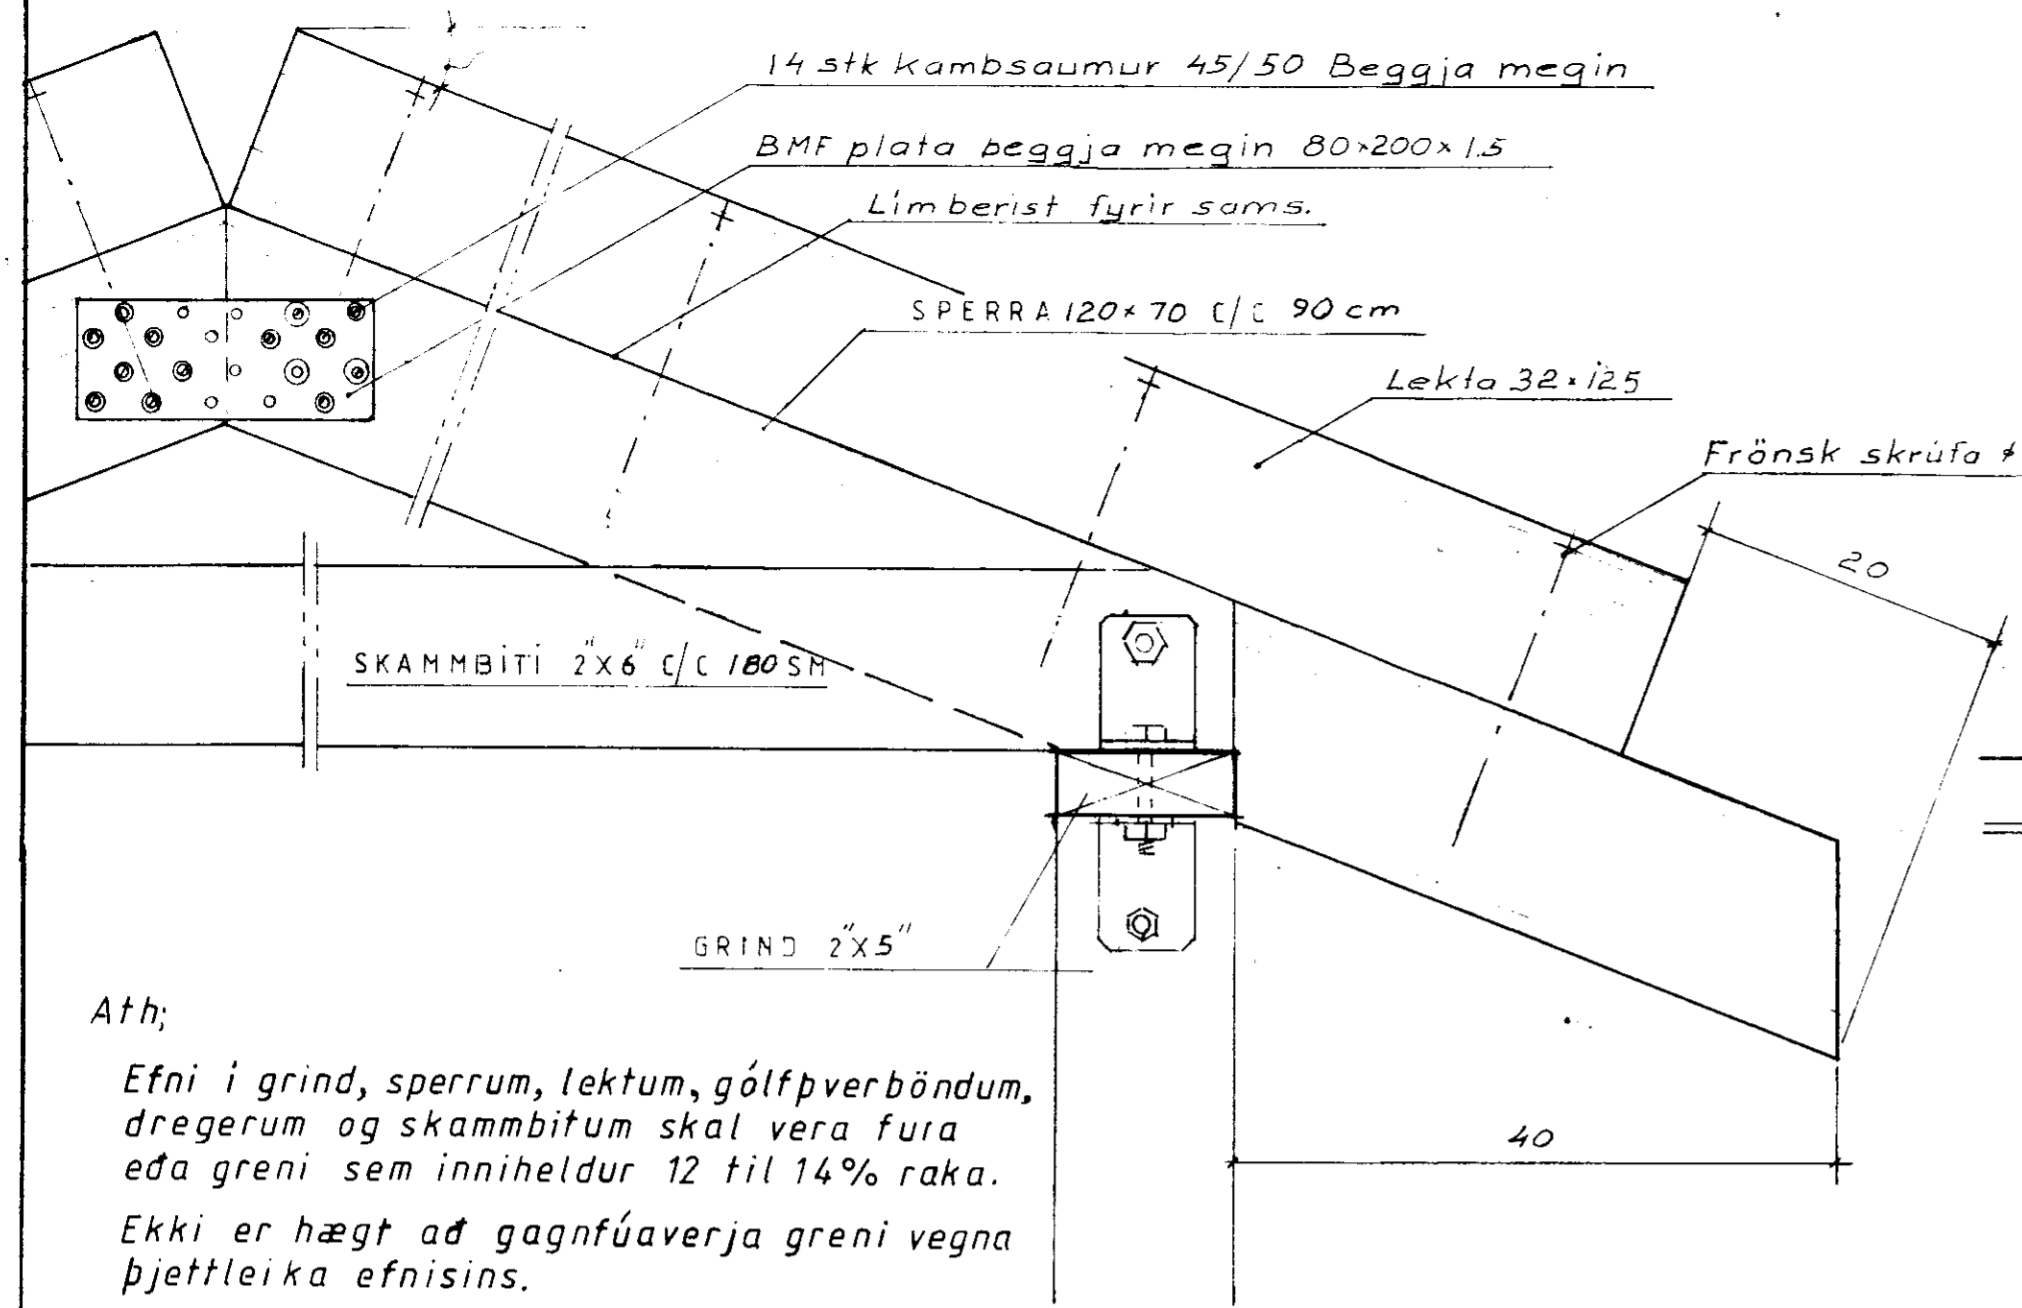 14 stk kambsaumur 45/50 Beggja megin
BMF plata beggja megin 80×200×1.5
Lím berist fyrir sams.
SPERRA 120×70 C/C 90 cm
Lekta 32×125
Frönsk skrúfa
20
SKAMMBITI 2"X6" C/C 180 SM
GRIND 2"X5"
40
Ath;
Efni í grind, sperrum, lektum, gólfþverböndum,
dregerum og skammbitum skal vera fura
eða greni sem inniheldur 12 til 14% raka.
Ekki er hægt að gagnfúaverja greni vegna
þjettleika efnisins.